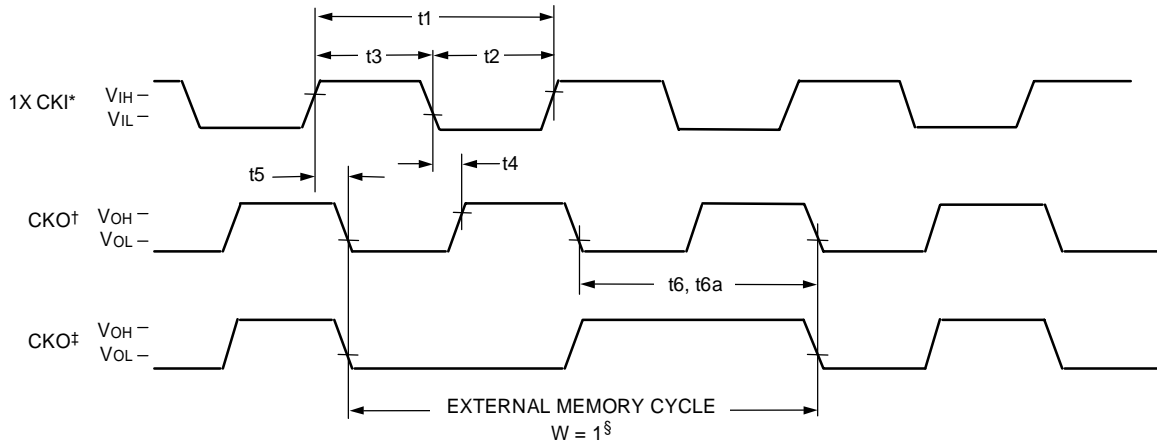 t1
t3
t2
1X CKI*
VIH
VIL
t5
t4
CKO†
VOH
VOL
t6, t6a
CKO‡
VOH
VOL
EXTERNAL MEMORY CYCLE
W = 1§